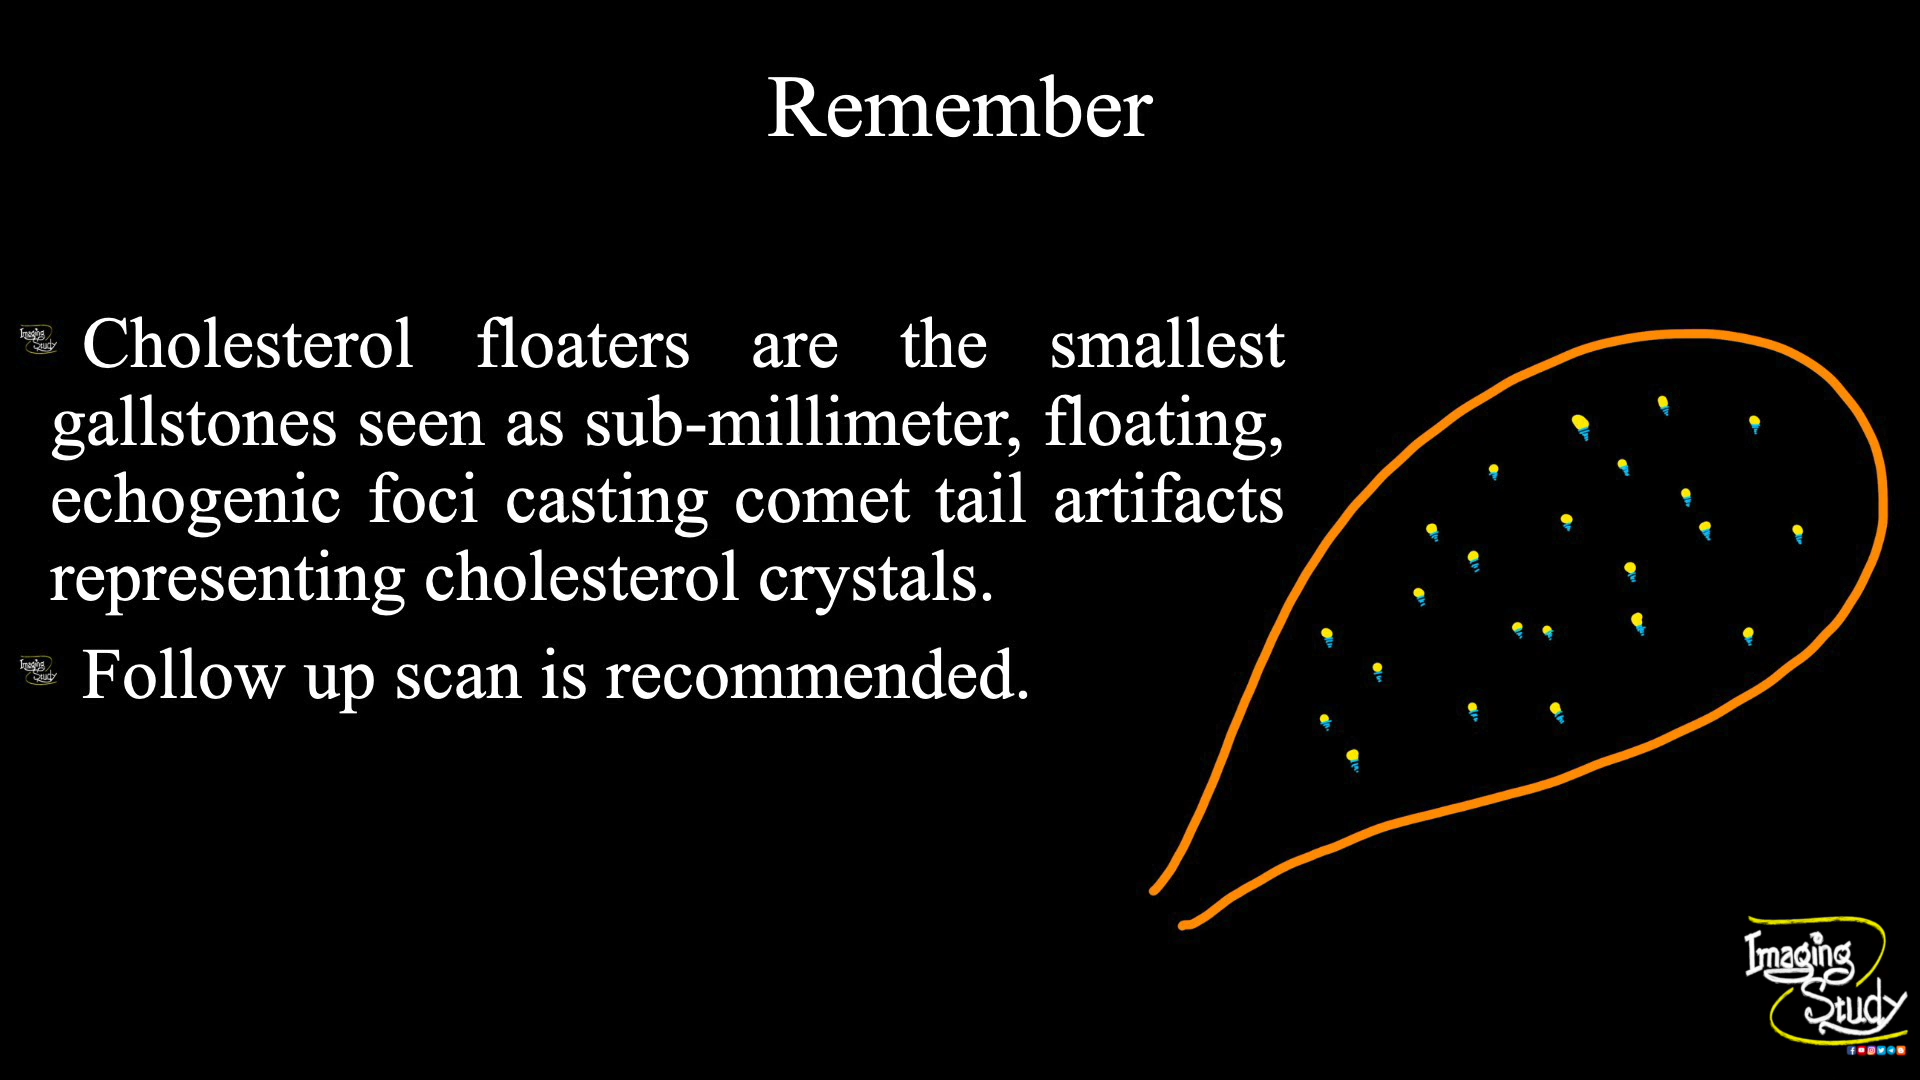 Remember
Cholesterol floaters are the smallest
gallstones seen as sub-millimeter, floating,
echogenic foci casting comet tail artifacts
representing cholesterol crystals.
Follow up scan is recommended.
Imaging
Study